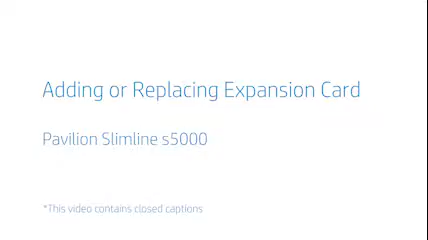 Adding or Replacing Expansion Card
Pavilion Slimline s5000
*This video contains closed captions